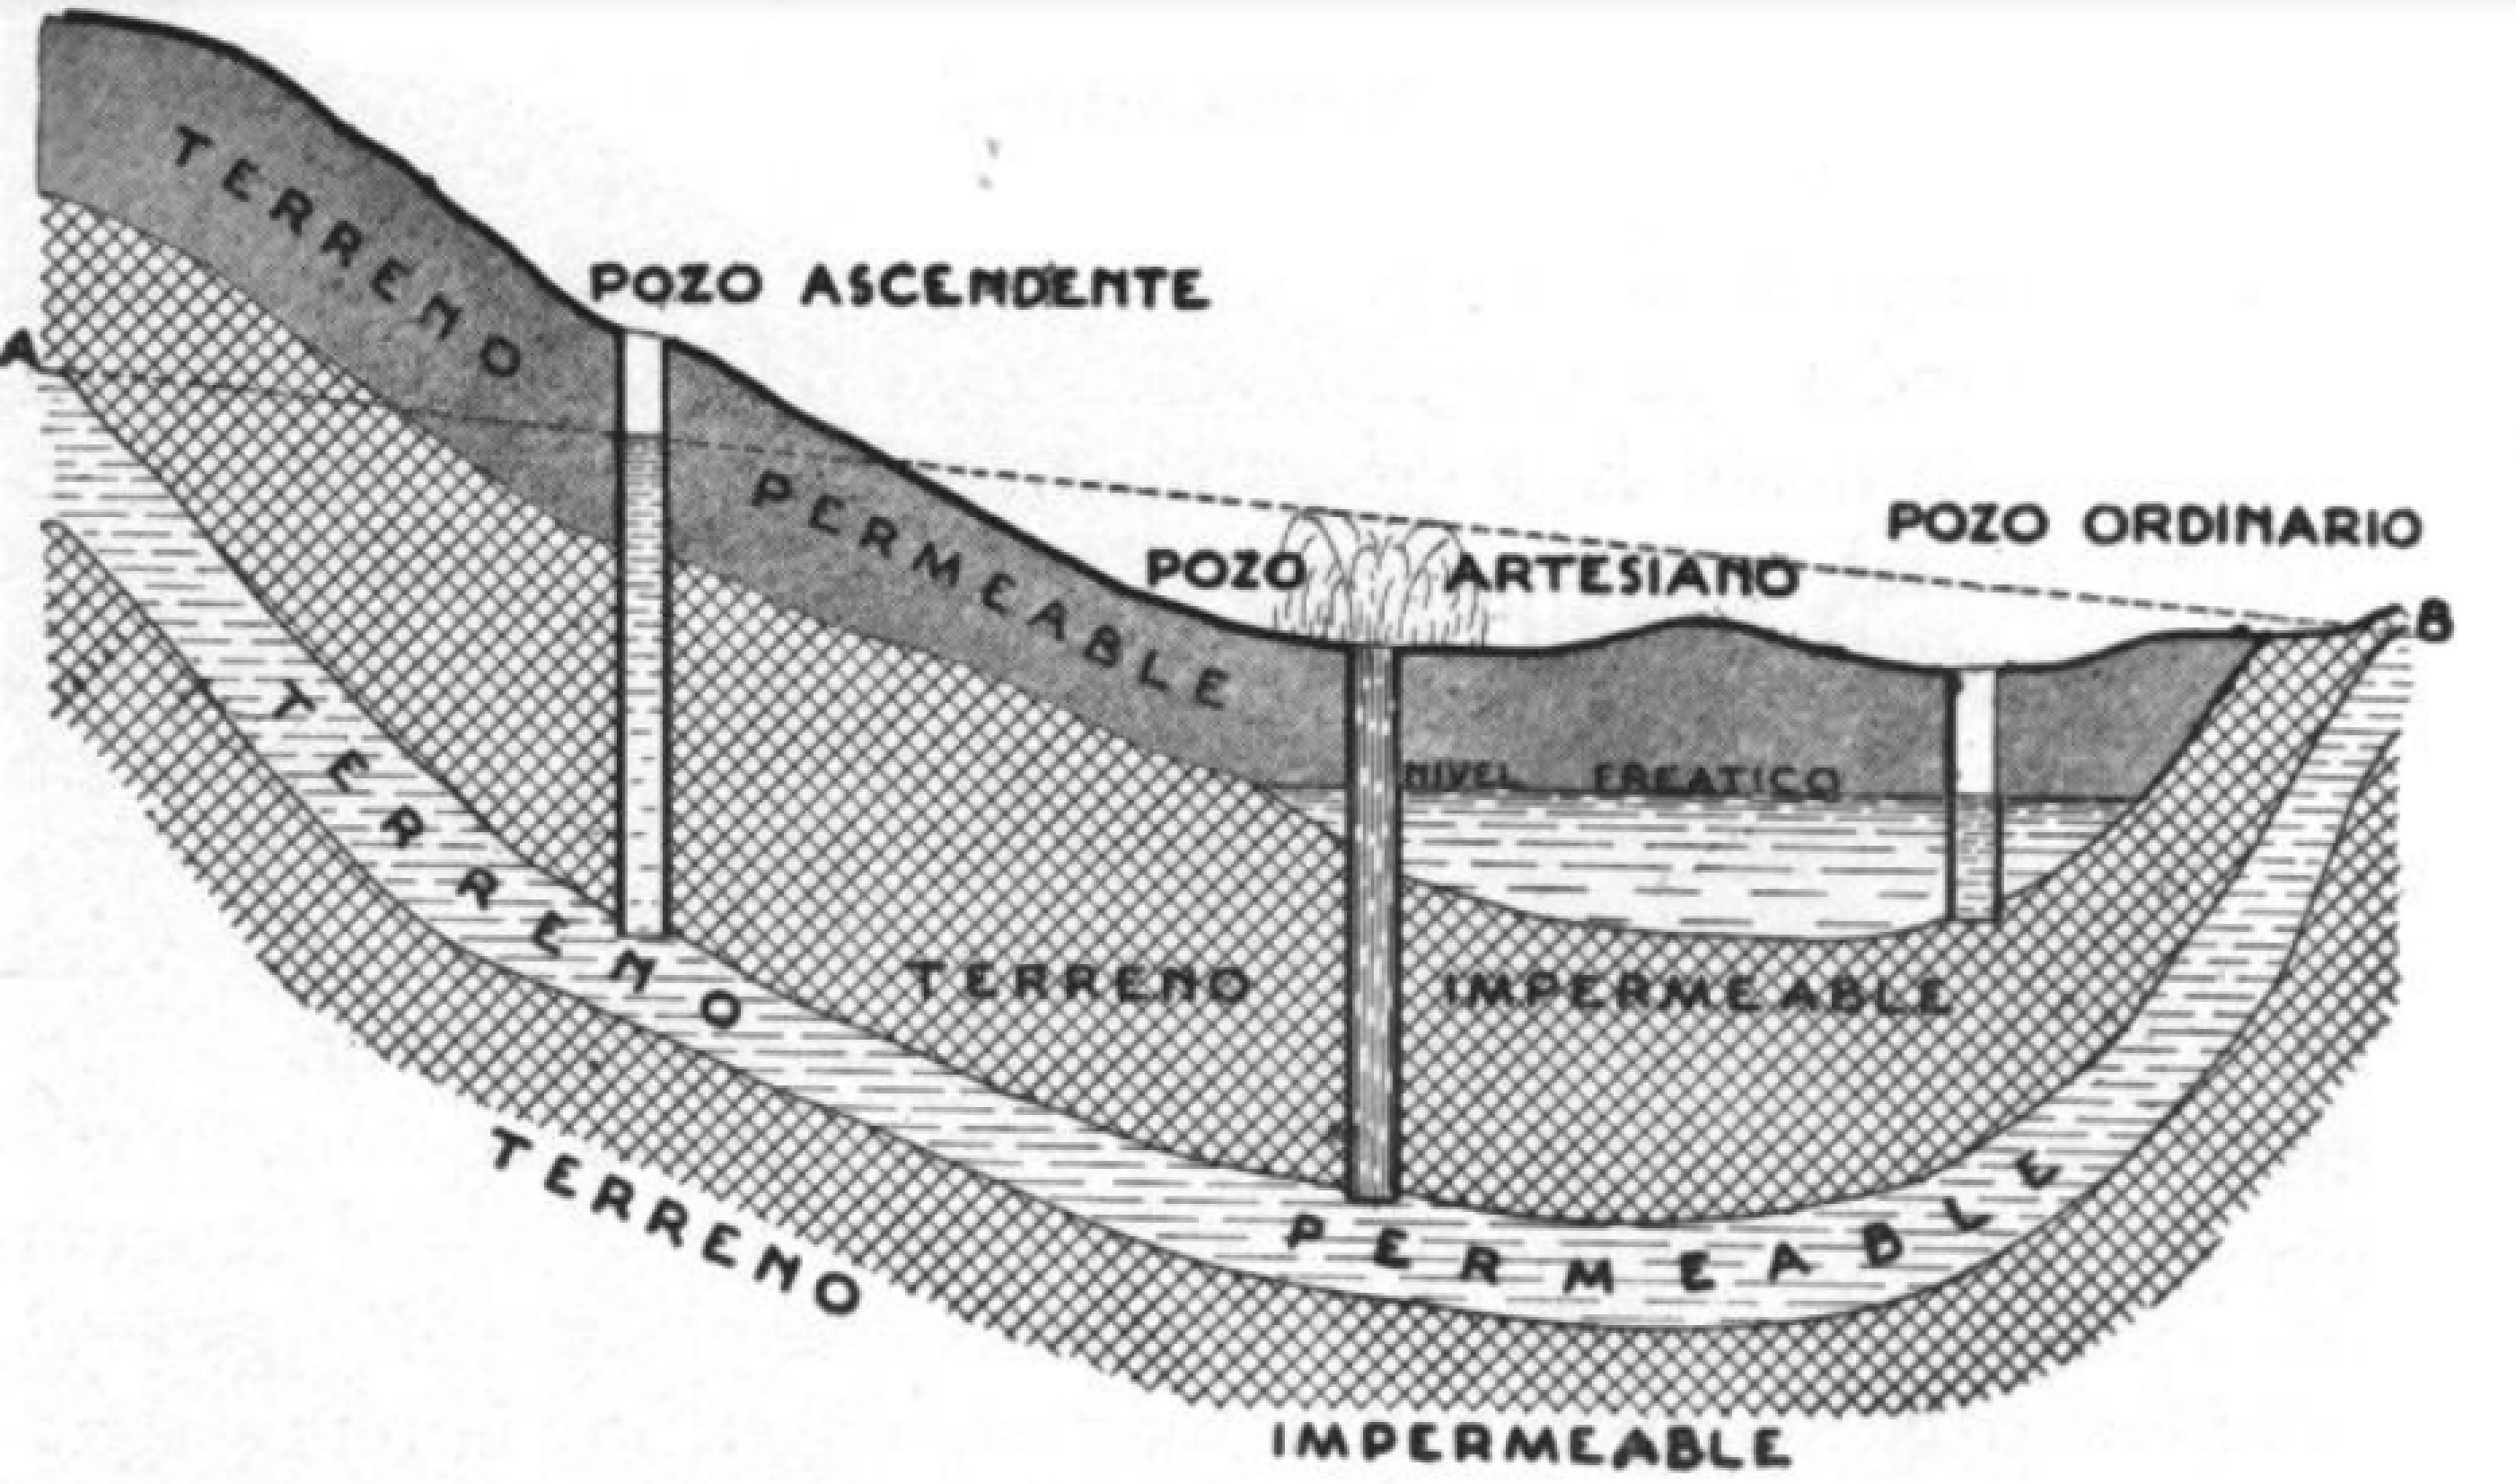 TERRENO
POZO ASCENDENTE
A
PERMEABLE
POZO ARTESIANO
POZO ORDINARIO
B
NIVEL FREATICO
TERRENO
TERRENO IMPERMEABLE
PERMEABLE
TERRENO
IMPERMEABLE